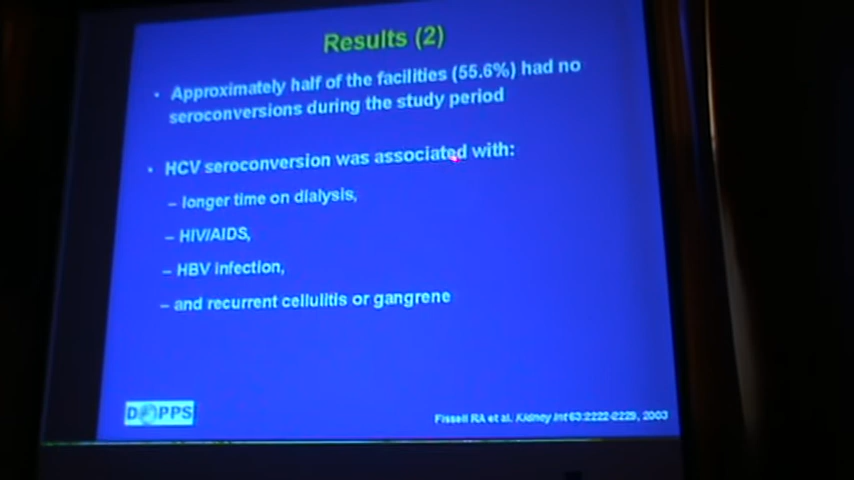 Results (2)
• Approximately half of the facilities (55.6%) had no
seroconversions during the study period
• HCV seroconversion was associated with:
– longer time on dialysis,
– HIV/AIDS,
– HBV infection,
– and recurrent cellulitis or gangrene
DOPPS
Fissell RA et al. Kidney Int 63:2222-2229, 2003